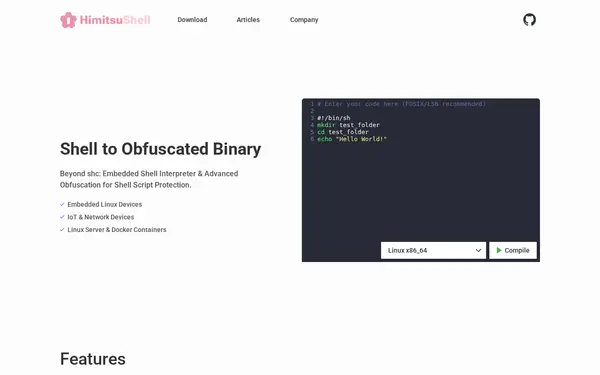 HimitsuShell
Download
Articles
Company
Shell to Obfuscated Binary
Beyond shc: Embedded Shell Interpreter & Advanced
Obfuscation for Shell Script Protection.
Embedded Linux Devices
IoT & Network Devices
Linux Server & Docker Containers
1 # Enter your code here (POSIX/LSB recommended)
2
3 #!/bin/sh
4 mkdir test_folder
5 cd test_folder
6 echo "Hello World!"
Linux x86_64
Compile
Features